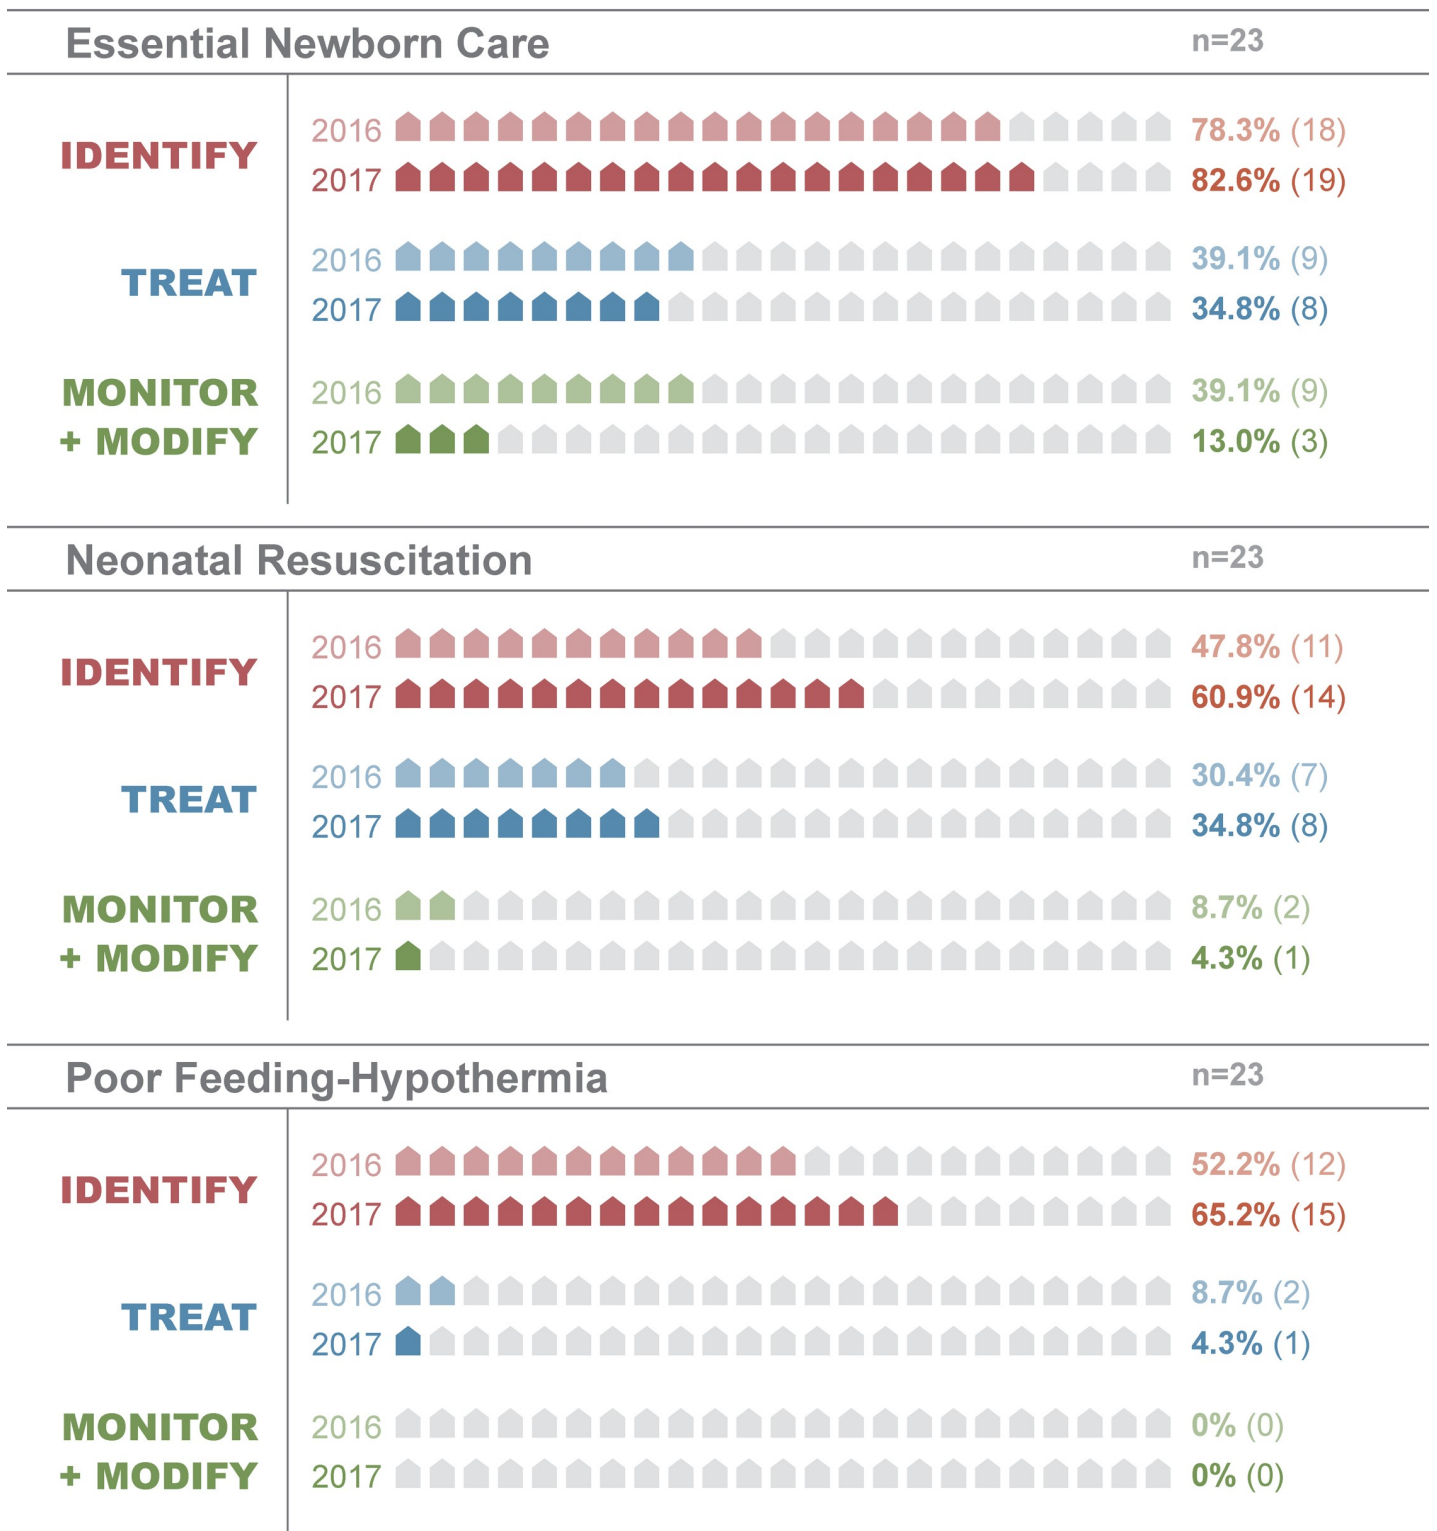 Essential Newborn Care n=23
IDENTIFY
2016 78.3% (18)
2017 82.6% (19)
TREAT
2016 39.1% (9)
2017 34.8% (8)
MONITOR
+ MODIFY
2016 39.1% (9)
2017 13.0% (3)
Neonatal Resuscitation n=23
IDENTIFY
2016 47.8% (11)
2017 60.9% (14)
TREAT
2016 30.4% (7)
2017 34.8% (8)
MONITOR
+ MODIFY
2016 8.7% (2)
2017 4.3% (1)
Poor Feeding-Hypothermia n=23
IDENTIFY
2016 52.2% (12)
2017 65.2% (15)
TREAT
2016 8.7% (2)
2017 4.3% (1)
MONITOR
+ MODIFY
2016 0% (0)
2017 0% (0)